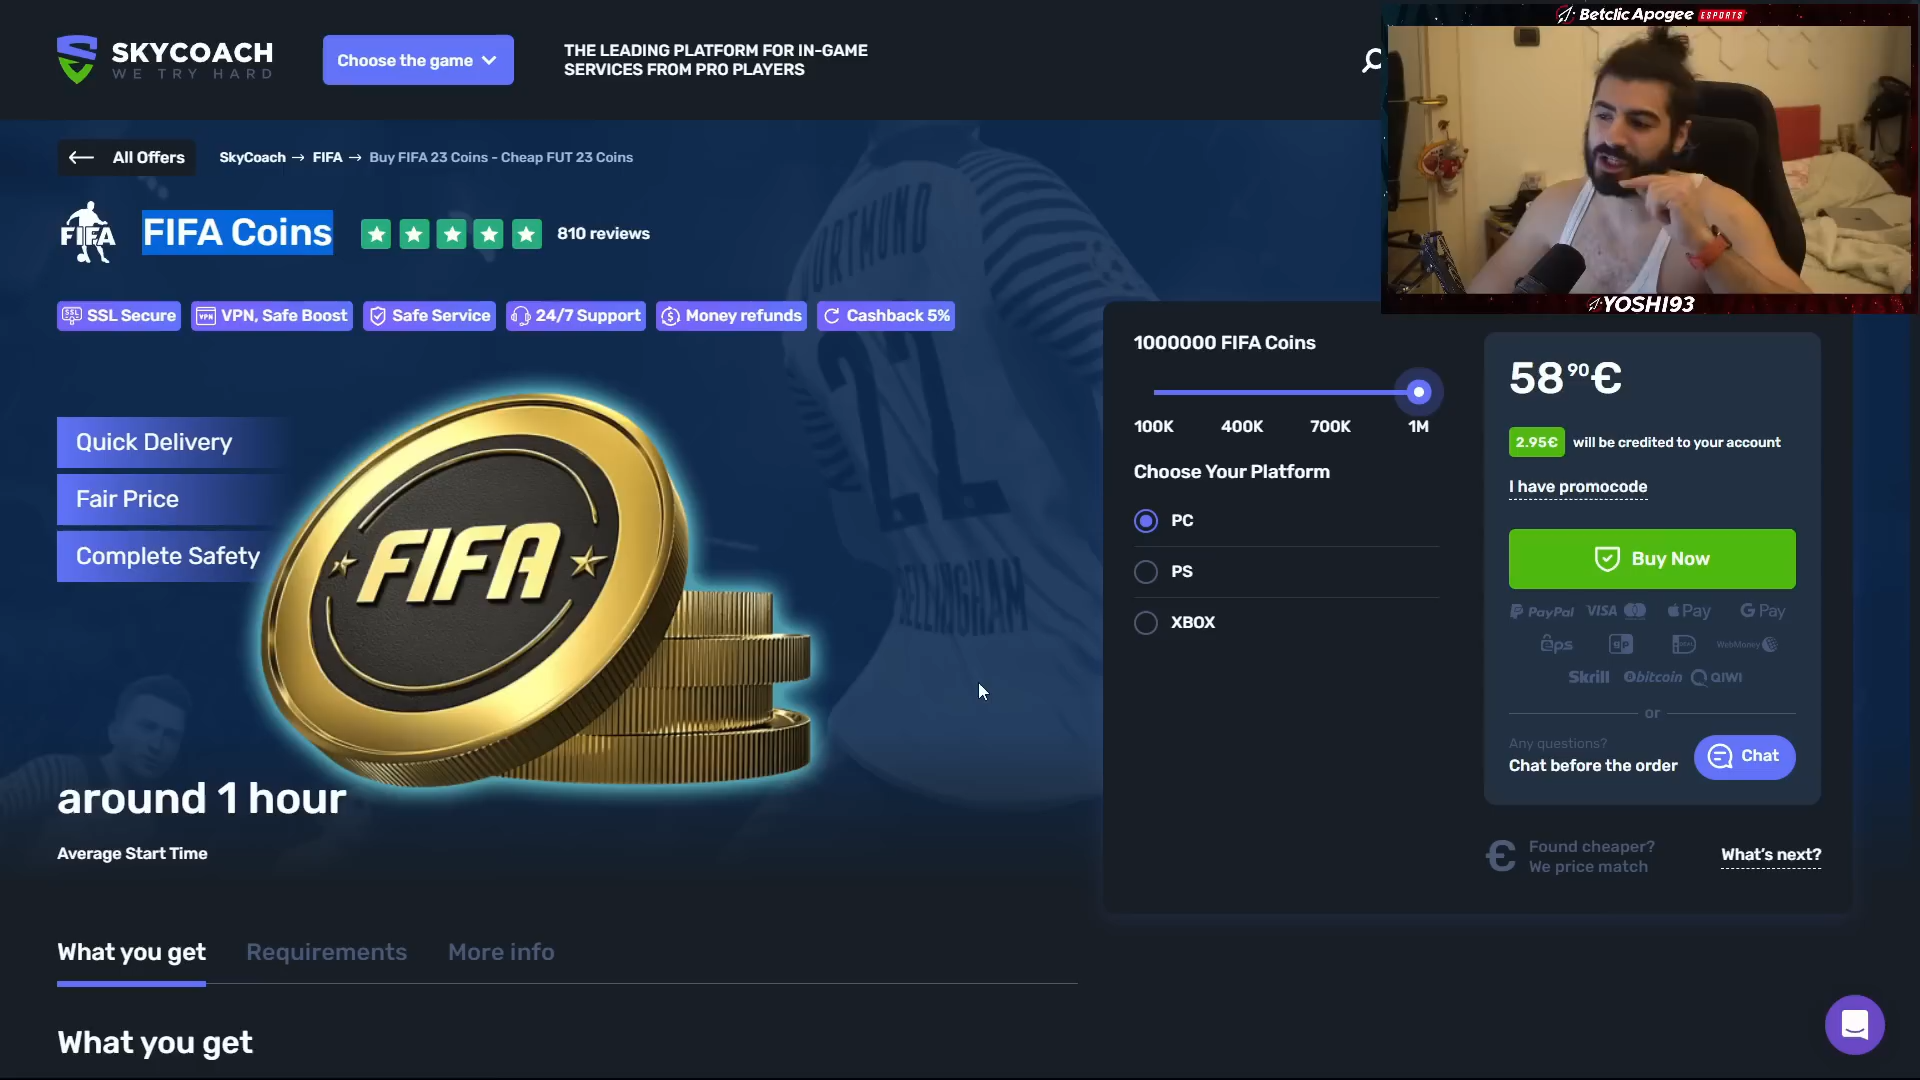 Betclic Apogee ESPORTS
SKYCOACH
WE TRY HARD
Choose the game
THE LEADING PLATFORM FOR IN-GAME
SERVICES FROM PRO PLAYERS
All Offers
SkyCoach → FIFA → Buy FIFA 23 Coins - Cheap FUT 23 Coins
FIFA
FIFA Coins
810 reviews
YOSHI93
SSL Secure
VPN, Safe Boost
Safe Service
24/7 Support
Money refunds
Cashback 5%
DORTMUND
22
BELLINGHAM
Quick Delivery
Fair Price
Complete Safety
FIFA
around 1 hour
Average Start Time
1000000 FIFA Coins
100K 400K 700K 1M
Choose Your Platform
PC
PS
XBOX
58 90 €
2.95€ will be credited to your account
I have promocode
Buy Now
PayPal VISA Pay G Pay
eps WebMoney
Skrill bitcoin QIWI
or
Any questions?
Chat before the order
Chat
€ Found cheaper?
We price match
What's next?
What you get
Requirements
More info
What you get